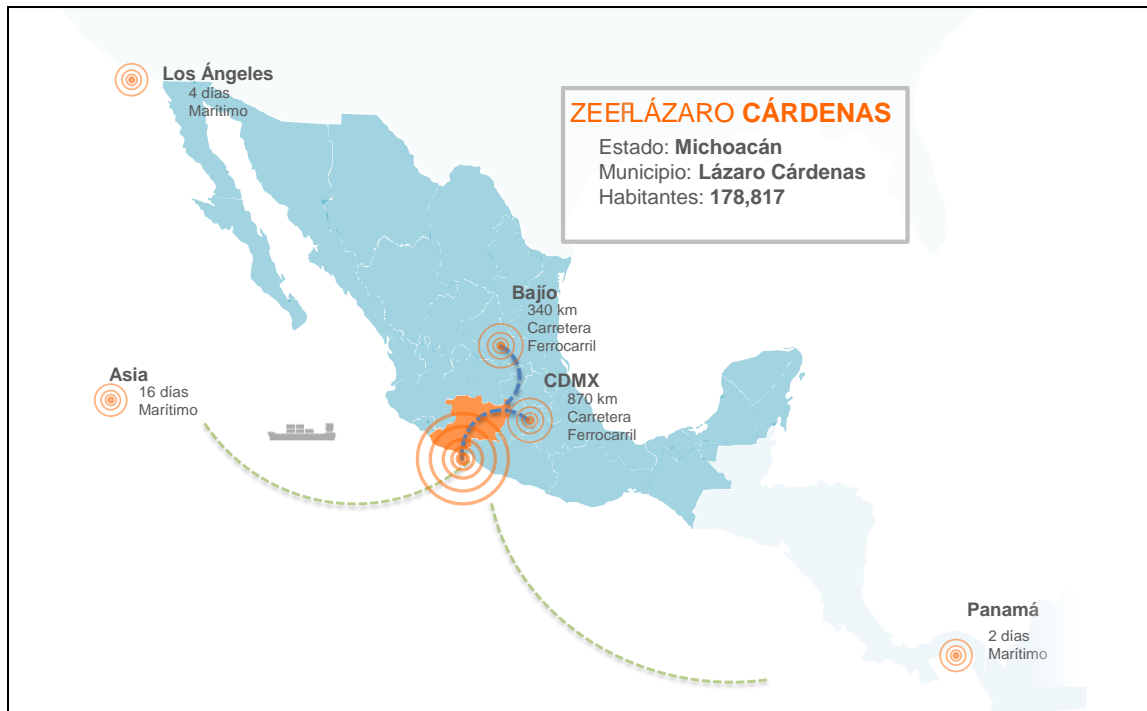 Los Ángeles
4 días
Marítimo
ZEEFLÁZARO CÁRDENAS
Estado: Michoacán
Municipio: Lázaro Cárdenas
Habitantes: 178,817
Bajío
340 km
Carretera
Ferrocarril
Asia
16 días
Marítimo
CDMX
870 km
Carretera
Ferrocarril
Panamá
2 días
Marítimo